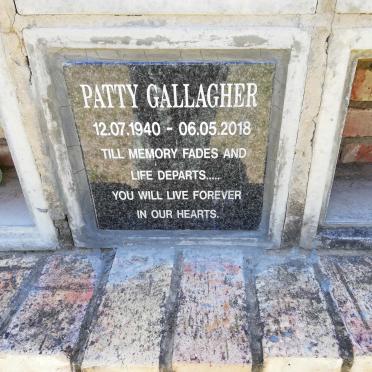 PATTY GALLAGHER
12.07.1940 - 06.05.2018
TILL MEMORY FADES AND
LIFE DEPARTS.....
YOU WILL LIVE FOREVER
IN OUR HEARTS.